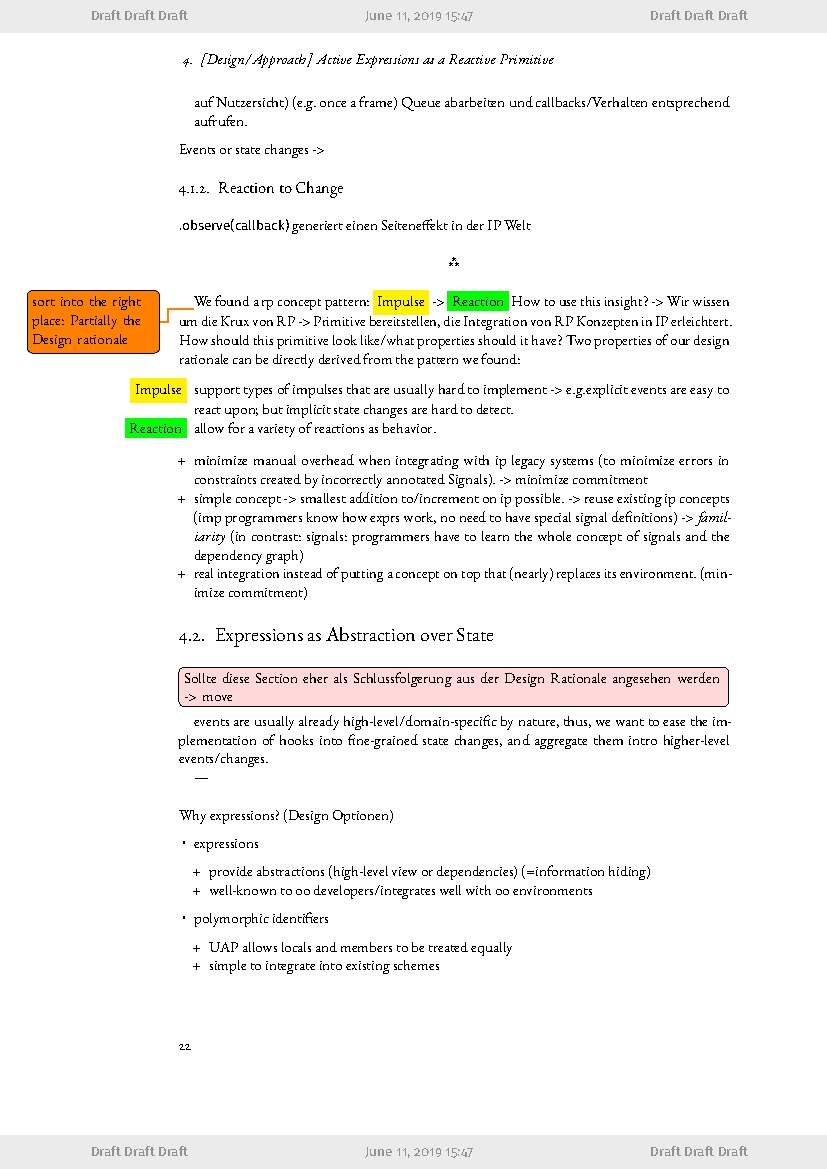 Draft Draft Draft June 11, 2019 15:47 Draft Draft Draft
4. [Design/Approach] Active Expressions as a Reactive Primitive
auf Nutzersicht) (e.g. once a frame) Queue abarbeiten und callbacks/Verhalten entsprechend
aufrufen.
Events or state changes ->
4.1.2. Reaction to Change
.observe(callback) generiert einen Seiteneffekt in der IP Welt
⁂
sort into the right
place: Partially the
Design rationale
We found a rp concept pattern: Impulse -> Reaction How to use this insight? -> Wir wissen
um die Krux von RP -> Primitive bereitstellen, die Integration von RP Konzepten in IP erleichtert.
How should this primitive look like/what properties should it have? Two properties of our design
rationale can be directly derived from the pattern we found:
Impulse support types of impulses that are usually hard to implement -> e.g.explicit events are easy to
react upon; but implicit state changes are hard to detect.
Reaction allow for a variety of reactions as behavior.
+ minimize manual overhead when integrating with ip legacy systems (to minimize errors in
constraints created by incorrectly annotated Signals). -> minimize commitment
+ simple concept -> smallest addition to/increment on ip possible. -> reuse existing ip concepts
(imp programmers know how exprs work, no need to have special signal definitions) -> famil-
iarity (in contrast: signals: programmers have to learn the whole concept of signals and the
dependency graph)
+ real integration instead of putting a concept on top that (nearly) replaces its environment. (min-
imize commitment)
4.2. Expressions as Abstraction over State
Sollte diese Section eher als Schlussfolgerung aus der Design Rationale angesehen werden
-> move
events are usually already high-level/domain-specific by nature, thus, we want to ease the im-
plementation of hooks into fine-grained state changes, and aggregate them intro higher-level
events/changes.
—
Why expressions? (Design Optionen)
• expressions
+ provide abstractions (high-level view or dependencies) (=information hiding)
+ well-known to oo developers/integrates well with oo environments
• polymorphic identifiers
+ UAP allows locals and members to be treated equally
+ simple to integrate into existing schemes
22
Draft Draft Draft June 11, 2019 15:47 Draft Draft Draft